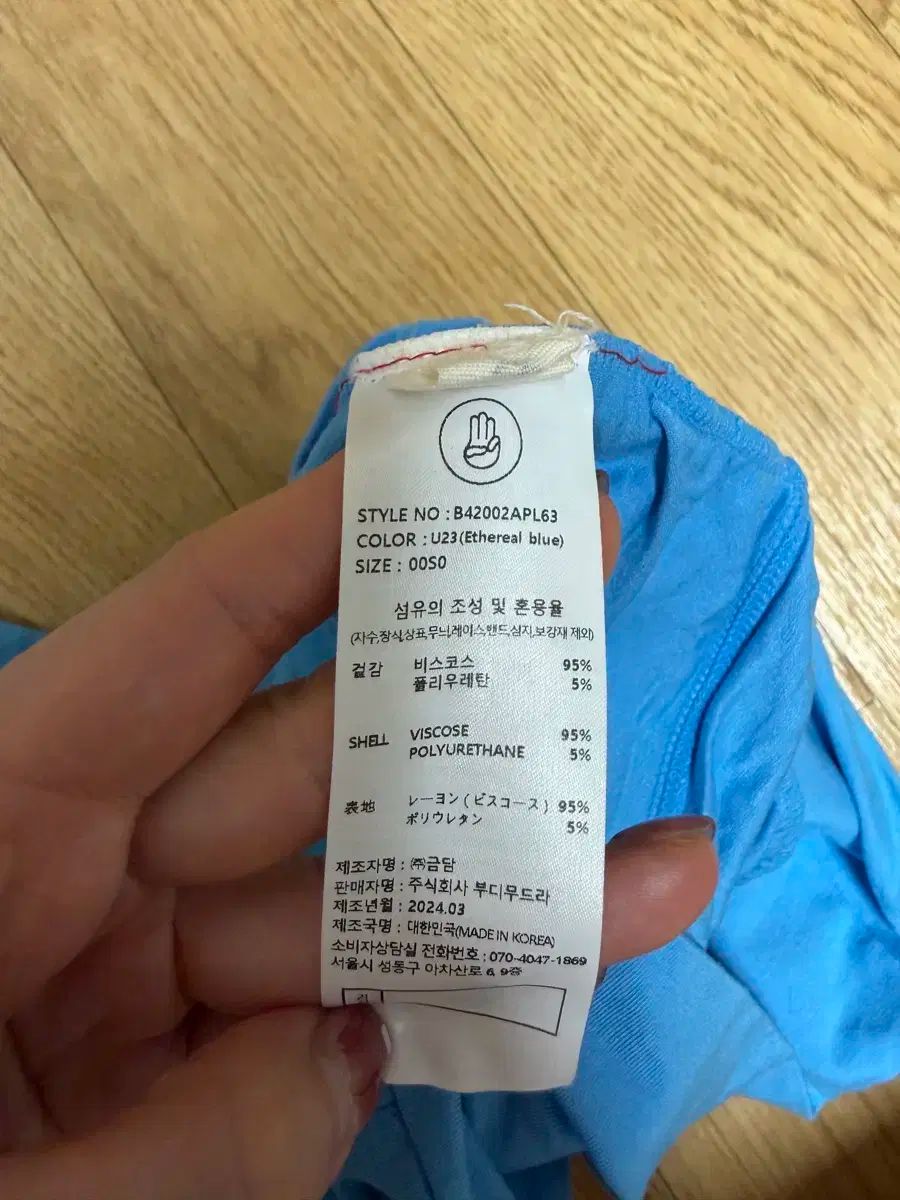 STYLE NO : B42002APL63
COLOR : U23(Ethereal blue)
SIZE : 00S0
섬유의 조성 및 혼용율
(자수,장식,상표,무늬,레이스,밴드,심지,보강재 제외)
겉감 비스코스 95%
폴리우레탄 5%
SHELL VISCOSE 95%
POLYURETHANE 5%
表地 レーヨン(ビスコース) 95%
ポリウレタン 5%
제조자명 : ㈜금담
판매자명 : 주식회사 부디무드라
제조년월 : 2024.03
제조국명 : 대한민국(MADE IN KOREA)
소비자상담실 전화번호 : 070-4047-1869
서울시 성동구 아차산로 6, 9층